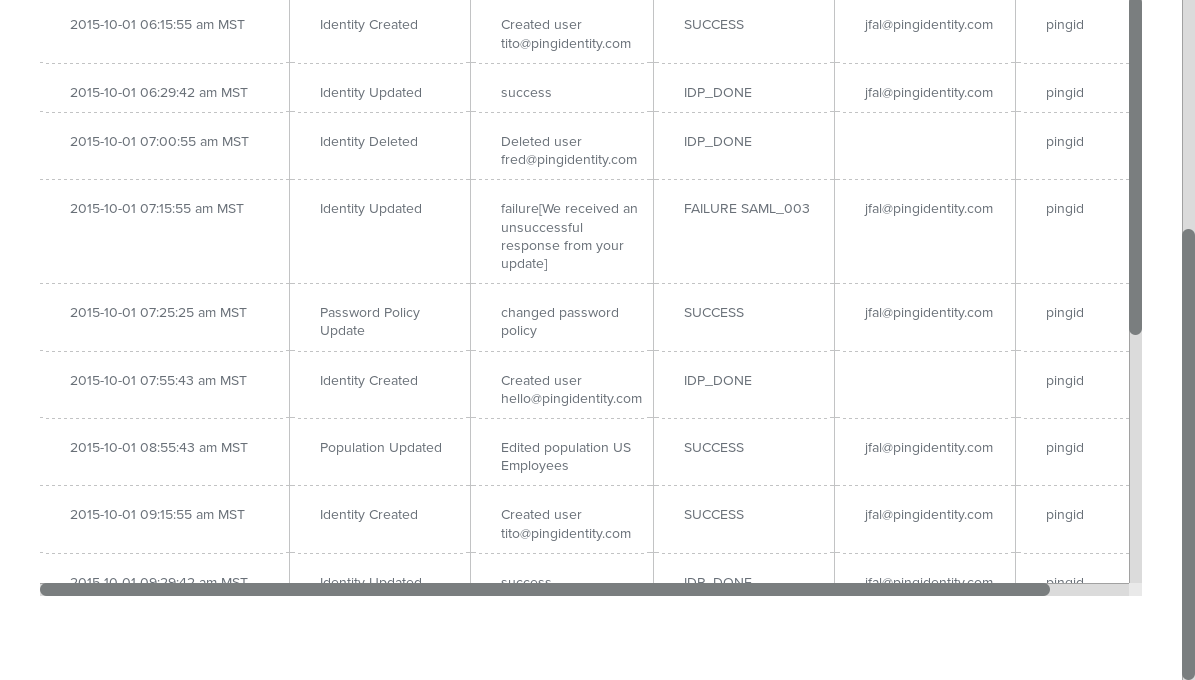 2015-10-01 06:15:55 am MST Identity Created Created user SUCCESS jfal@pingidentity.com pingid
tito@pingidentity.com
2015-10-01 06:29:42 am MST Identity Updated success IDP_DONE jfal@pingidentity.com pingid
2015-10-01 07:00:55 am MST Identity Deleted Deleted user IDP_DONE pingid
fred@pingidentity.com
2015-10-01 07:15:55 am MST Identity Updated failure[We received an FAILURE SAML_003 jfal@pingidentity.com pingid
unsuccessful
response from your
update]
2015-10-01 07:25:25 am MST Password Policy changed password SUCCESS jfal@pingidentity.com pingid
Update policy
2015-10-01 07:55:43 am MST Identity Created Created user IDP_DONE pingid
hello@pingidentity.com
2015-10-01 08:55:43 am MST Population Updated Edited population US SUCCESS jfal@pingidentity.com pingid
Employees
2015-10-01 09:15:55 am MST Identity Created Created user SUCCESS jfal@pingidentity.com pingid
tito@pingidentity.com
2015-10-01 09:29:42 am MST Identity Updated success IDP_DONE jfal@pingidentity.com pingid